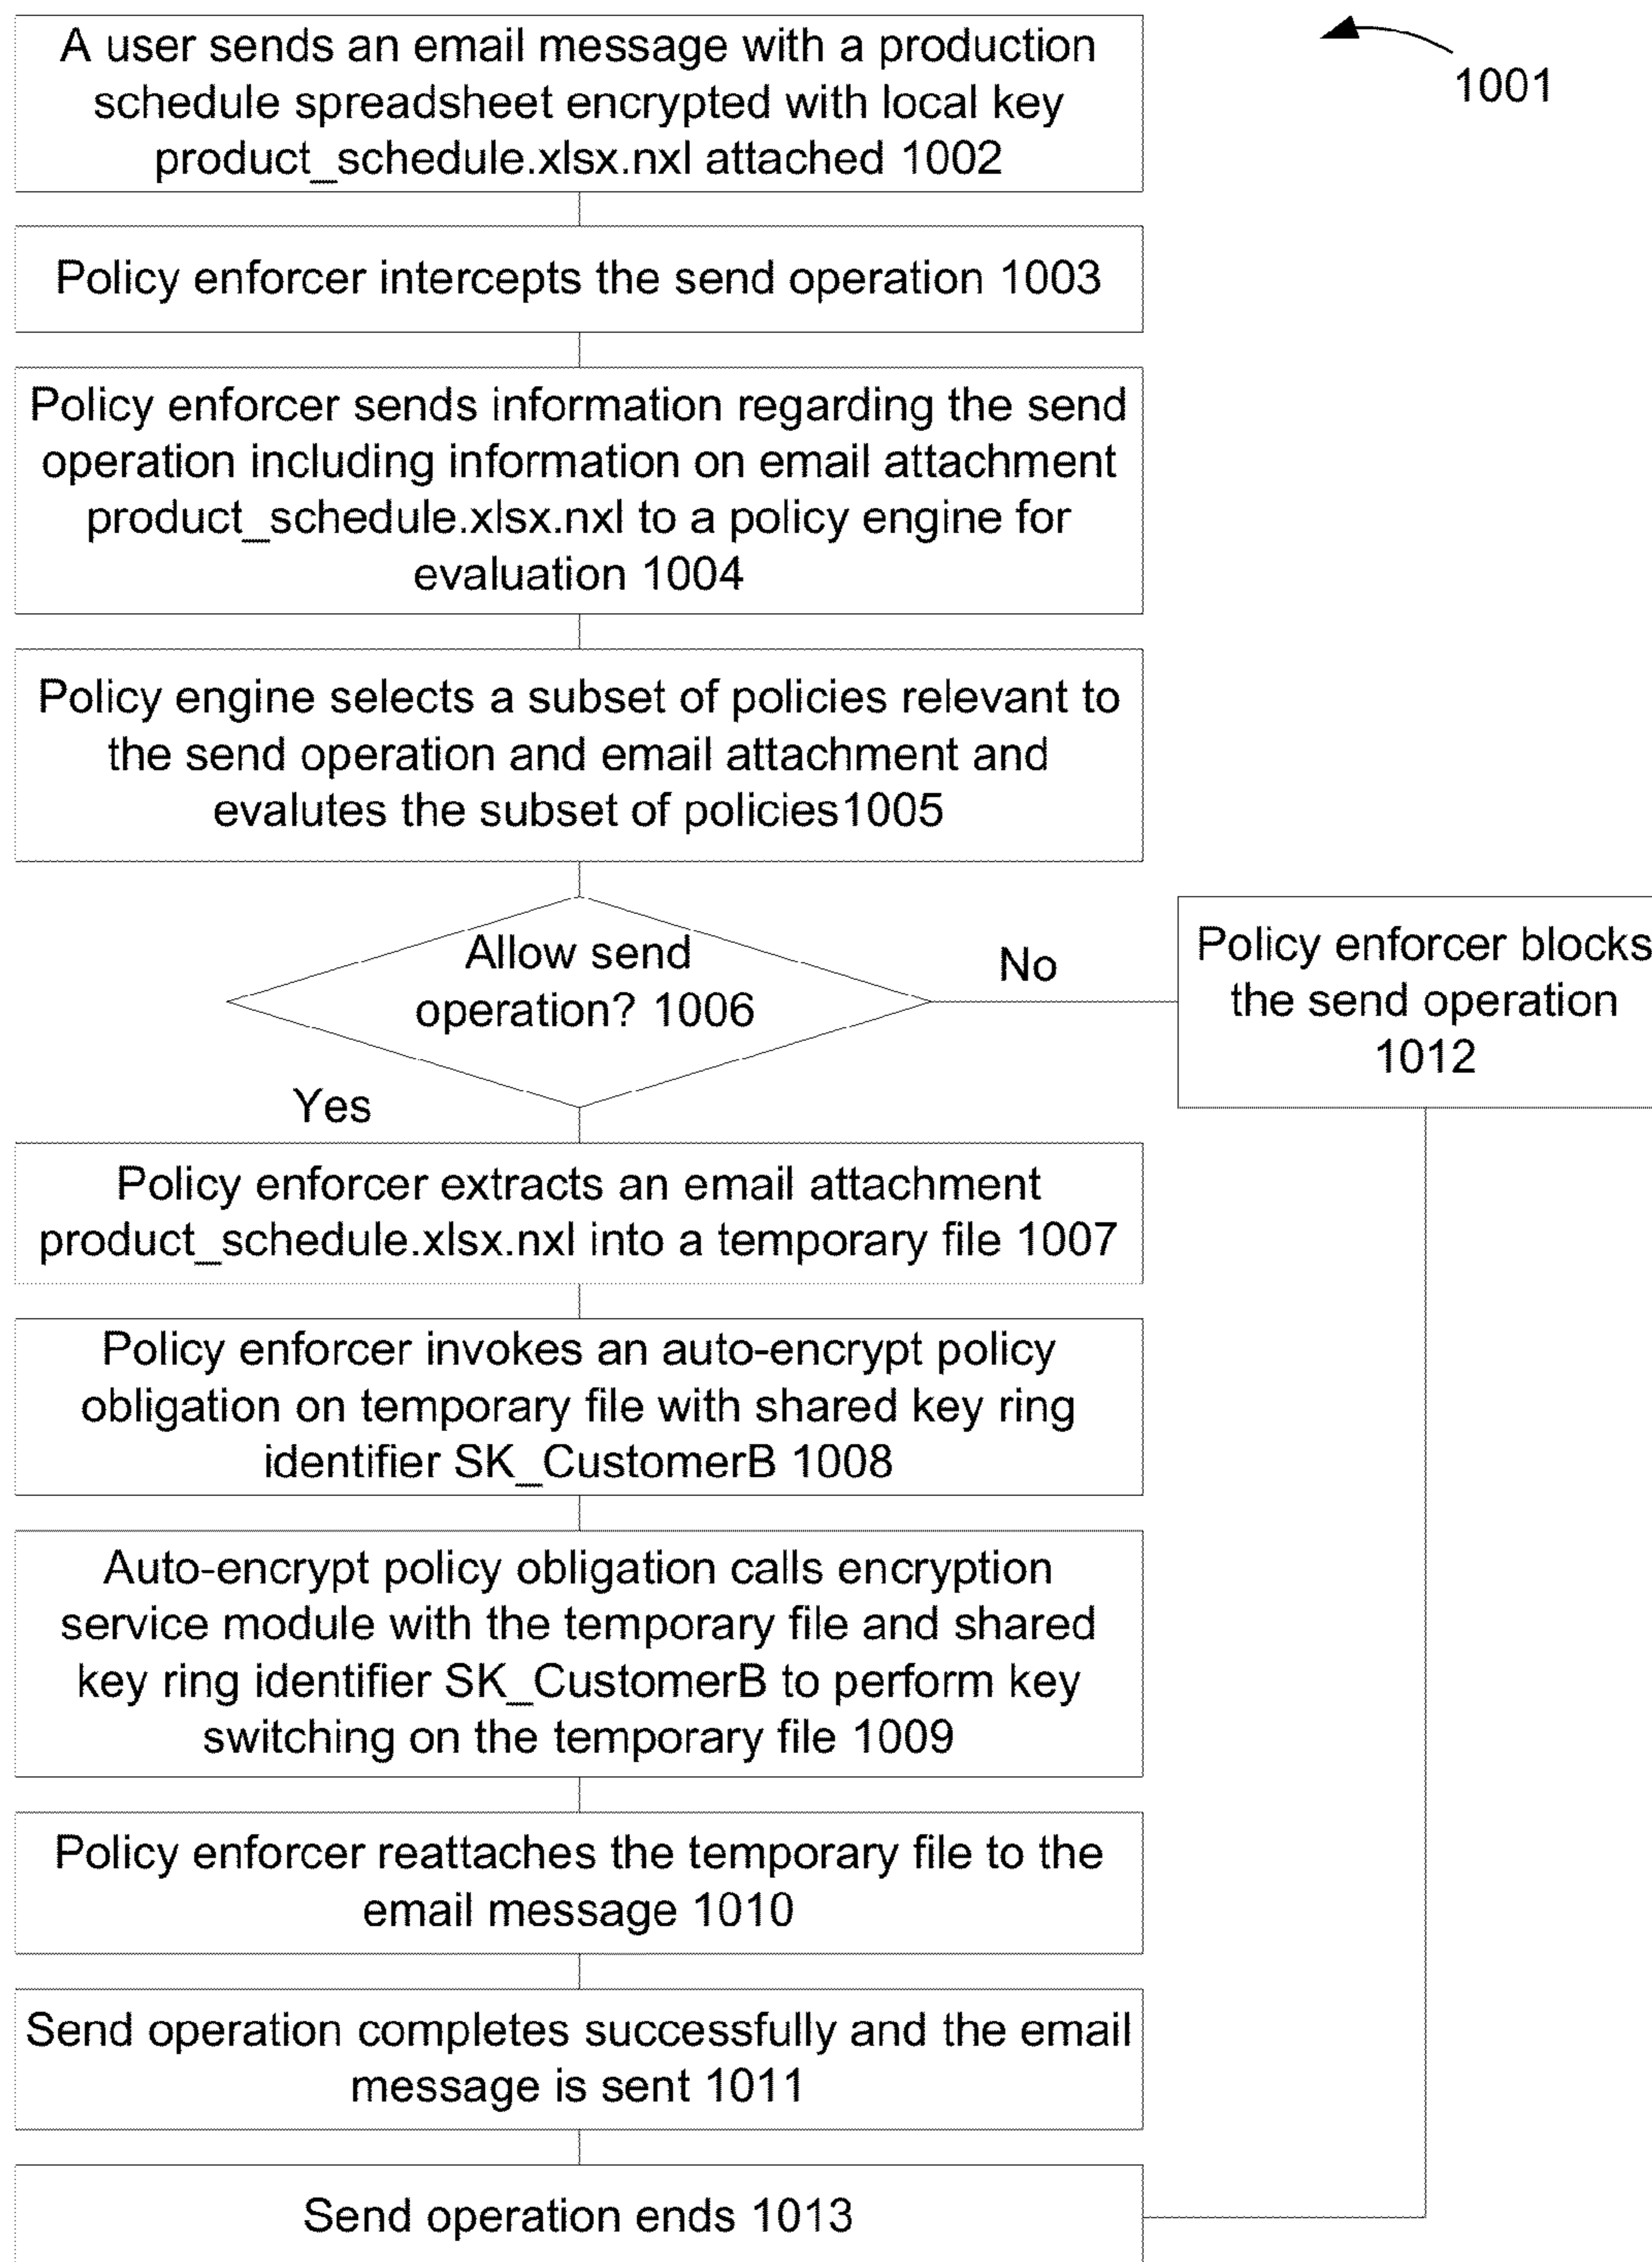 A user sends an email message with a production
schedule spreadsheet encrypted with local key
product_schedule.xlsx.nxl attached 1002
1001
Policy enforcer intercepts the send operation 1003
Policy enforcer sends information regarding the send
operation including information on email attachment
product_schedule.xlsx.nxl to a policy engine for
evaluation 1004
Policy engine selects a subset of policies relevant to
the send operation and email attachment and
evalutes the subset of policies1005
Allow send
operation? 1006
No
Policy enforcer blocks
the send operation
1012
Yes
Policy enforcer extracts an email attachment
product_schedule.xlsx.nxl into a temporary file 1007
Policy enforcer invokes an auto-encrypt policy
obligation on temporary file with shared key ring
identifier SK_CustomerB 1008
Auto-encrypt policy obligation calls encryption
service module with the temporary file and shared
key ring identifier SK_CustomerB to perform key
switching on the temporary file 1009
Policy enforcer reattaches the temporary file to the
email message 1010
Send operation completes successfully and the email
message is sent 1011
Send operation ends 1013